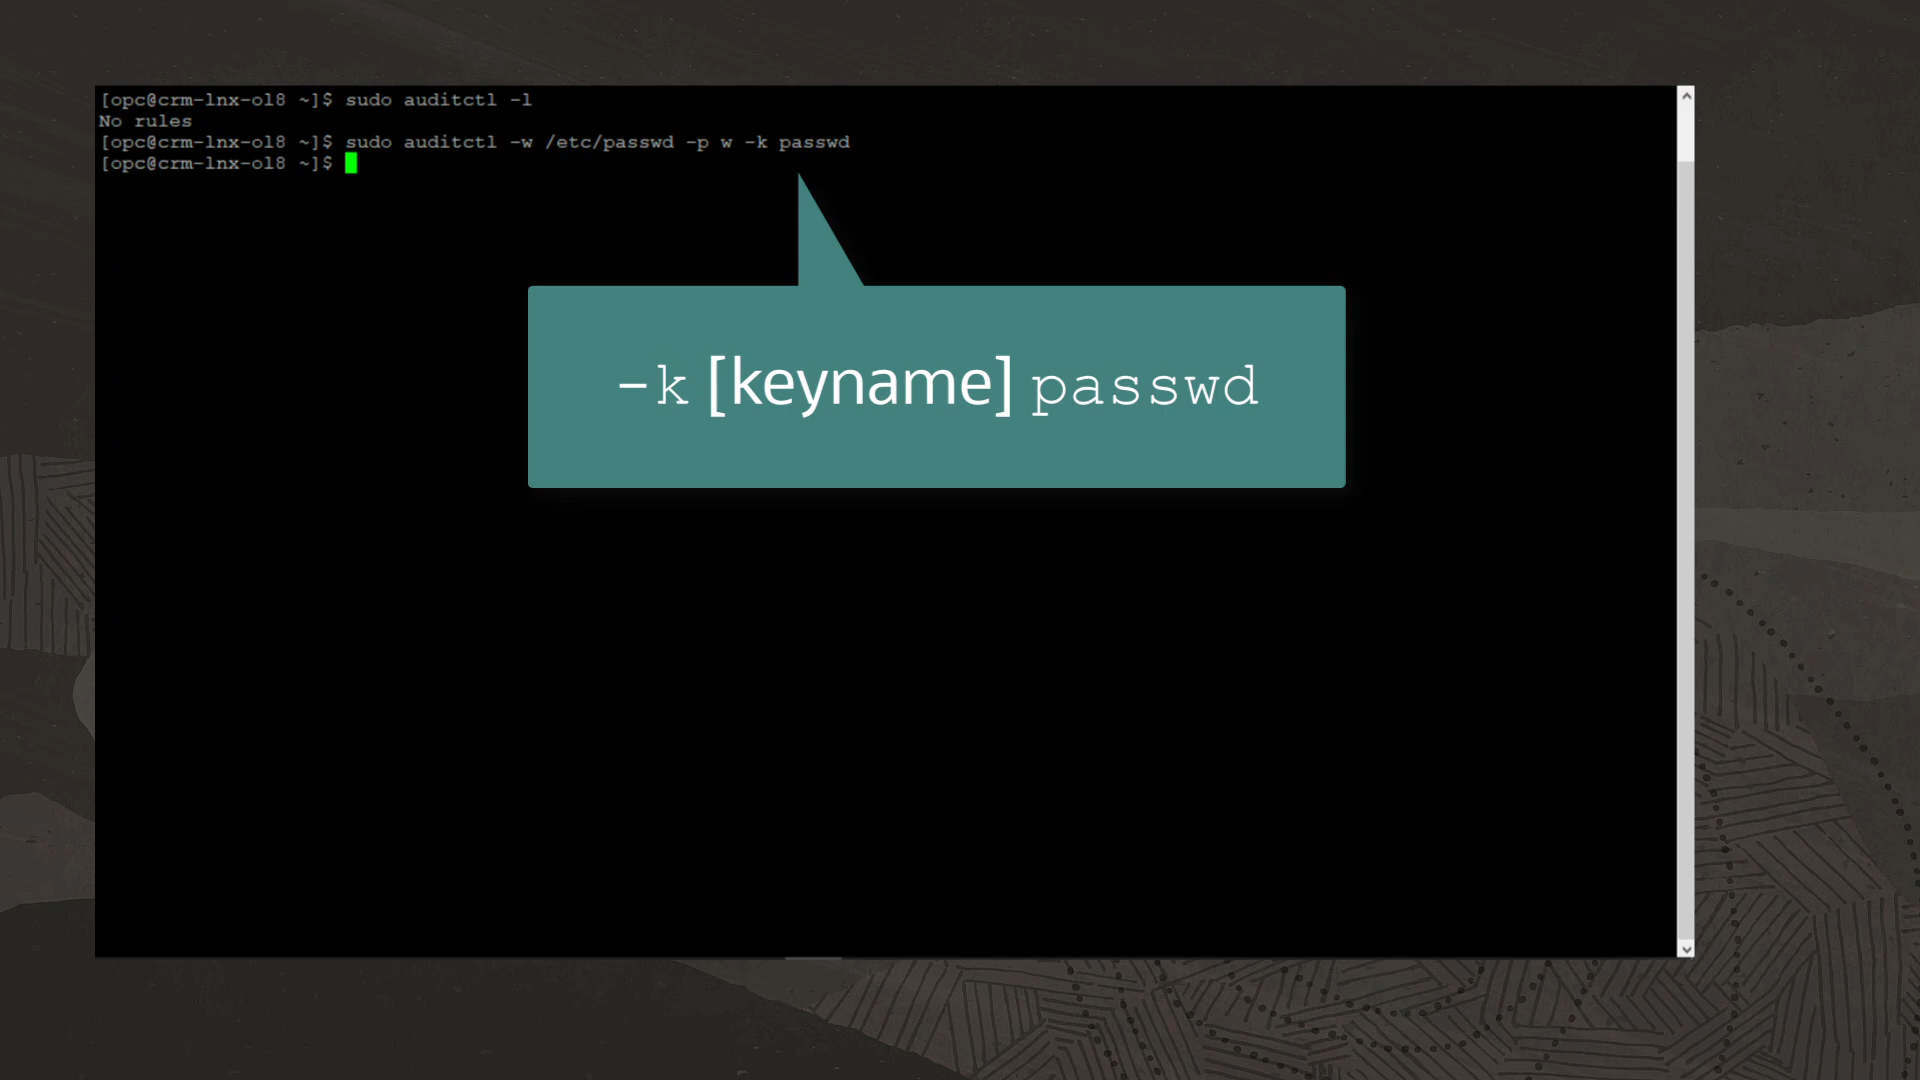 [opc@crm-lnx-ol8 ~]$ sudo auditctl -l
No rules
[opc@crm-lnx-ol8 ~]$ sudo auditctl -w /etc/passwd -p w -k passwd
[opc@crm-lnx-ol8 ~]$
-k [keyname] passwd